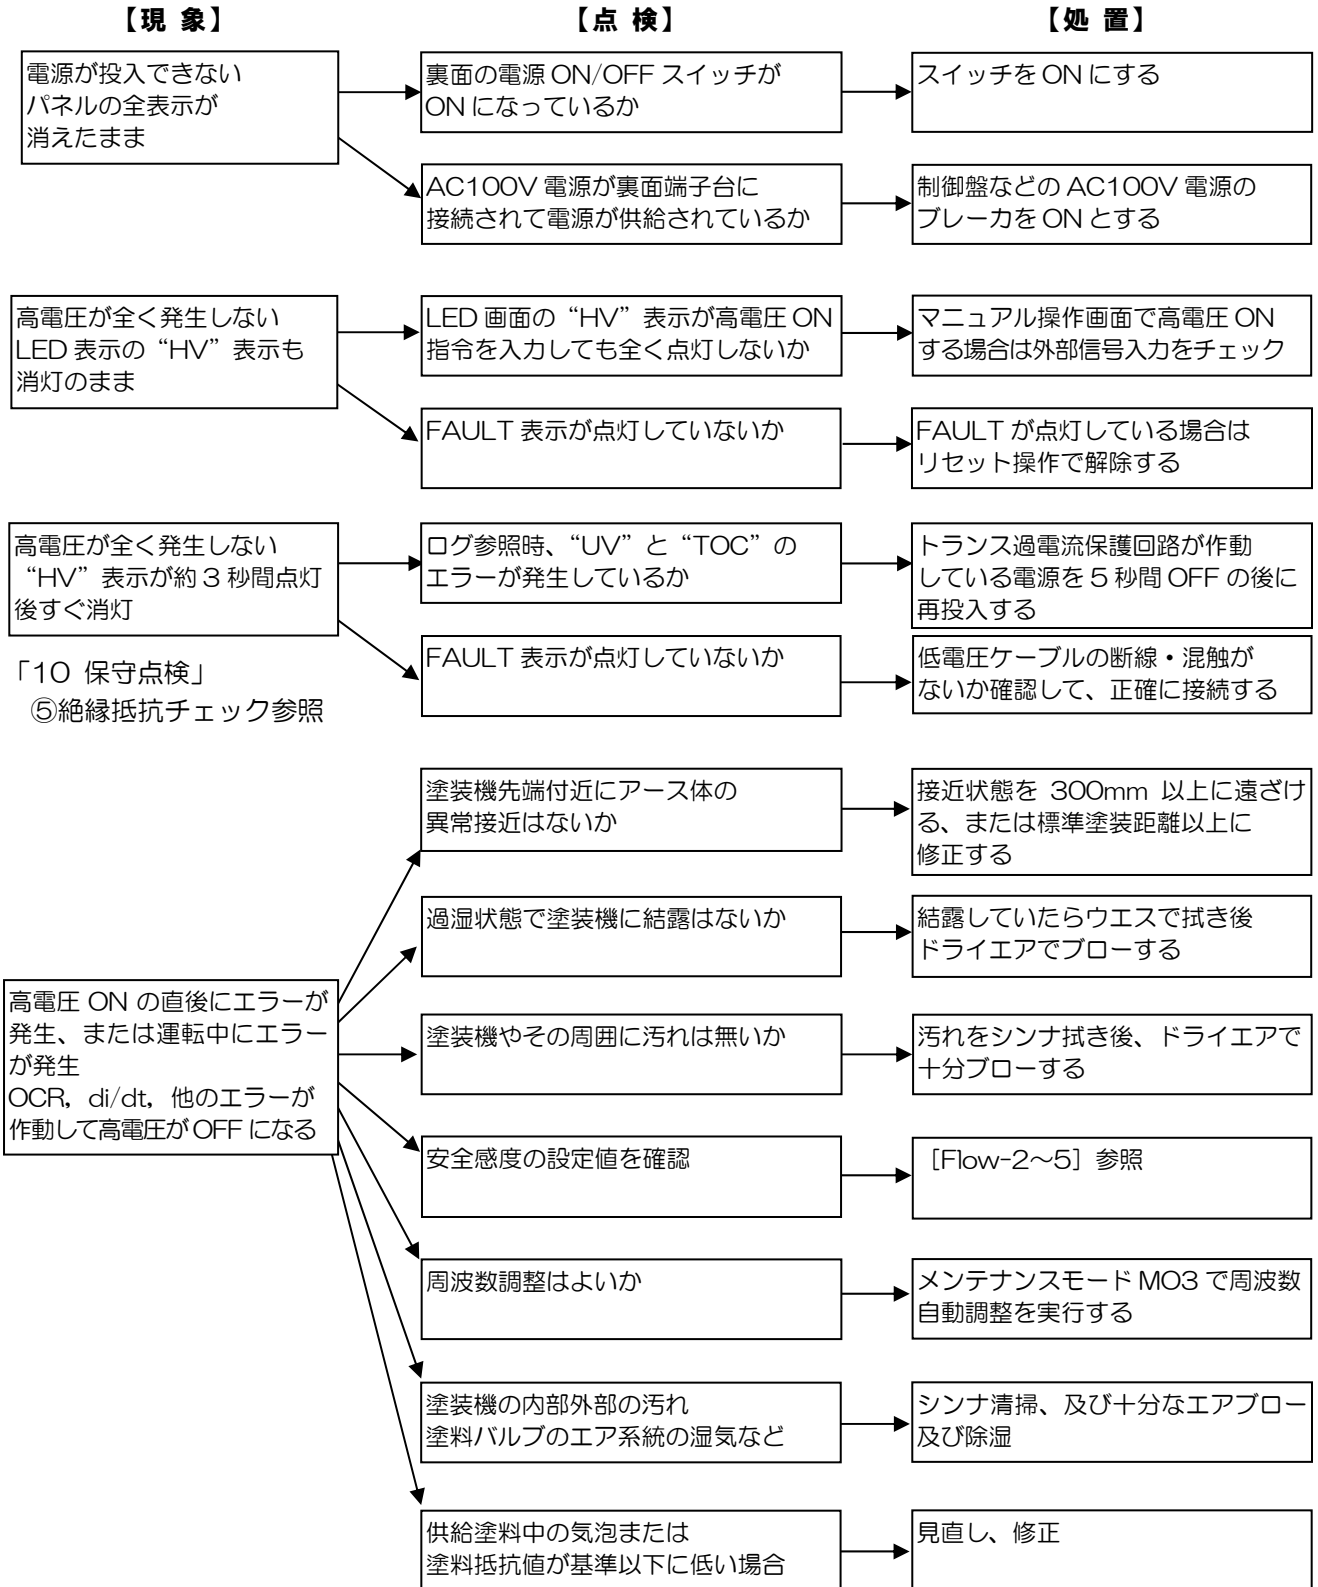 【現 象】
【点 検】
【処 置】
電源が投入できない
パネルの全表示が
消えたまま
裏面の電源 ON/OFF スイッチが
ON になっているか
スイッチを ON にする
AC100V 電源が裏面端子台に
接続されて電源が供給されているか
制御盤などの AC100V 電源の
ブレーカを ON とする
高電圧が全く発生しない
LED 表示の“HV”表示も
消灯のまま
LED 画面の“HV”表示が高電圧 ON
指令を入力しても全く点灯しないか
マニュアル操作画面で高電圧 ON
する場合は外部信号入力をチェック
FAULT 表示が点灯していないか
FAULT が点灯している場合は
リセット操作で解除する
高電圧が全く発生しない
“HV”表示が約 3 秒間点灯
後すぐ消灯
ログ参照時、“UV”と“TOC”の
エラーが発生しているか
トランス過電流保護回路が作動
している電源を 5 秒間 OFF の後に
再投入する
FAULT 表示が点灯していないか
低電圧ケーブルの断線・混触が
ないか確認して、正確に接続する
「10 保守点検」
⑤絶縁抵抗チェック参照
高電圧 ON の直後にエラーが
発生、または運転中にエラー
が発生
OCR，di/dt，他のエラーが
作動して高電圧が OFF になる
塗装機先端付近にアース体の
異常接近はないか
接近状態を 300mm 以上に遠ざけ
る、または標準塗装距離以上に
修正する
過湿状態で塗装機に結露はないか
結露していたらウエスで拭き後
ドライエアでブローする
塗装機やその周囲に汚れは無いか
汚れをシンナ拭き後、ドライエアで
十分ブローする
安全感度の設定値を確認
［Flow-2～5］参照
周波数調整はよいか
メンテナンスモード MO3 で周波数
自動調整を実行する
塗装機の内部外部の汚れ
塗料バルブのエア系統の湿気など
シンナ清掃、及び十分なエアブロー
及び除湿
供給塗料中の気泡または
塗料抵抗値が基準以下に低い場合
見直し、修正